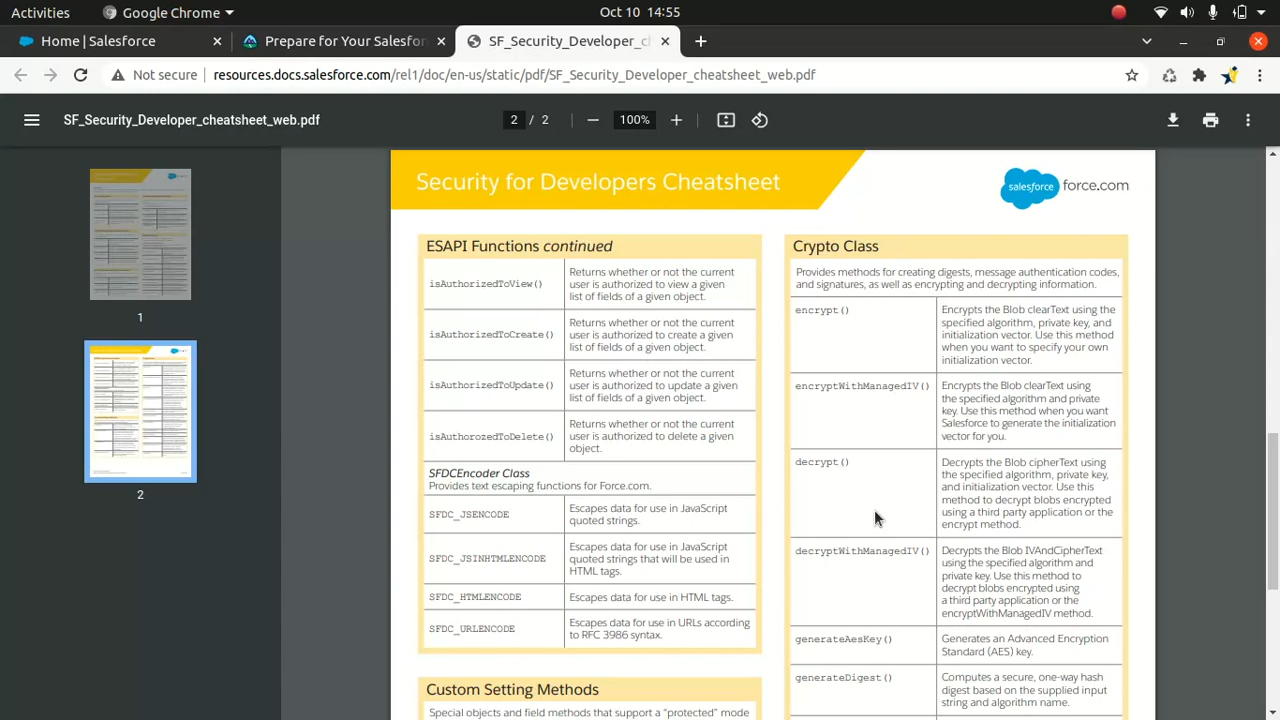 Activities
Google Chrome
Oct 10 14:55
Home | Salesforce
Prepare for Your Salesfor
SF_Security_Developer_c
Not secure
resources.docs.salesforce.com/rel1/doc/en-us/static/pdf/SF_Security_Developer_cheatsheet_web.pdf
SF_Security_Developer_cheatsheet_web.pdf
2 / 2
100%
1
2
Security for Developers Cheatsheet
salesforce force.com
ESAPI Functions continued
isAuthorizedToView()
Returns whether or not the current
user is authorized to view a given
list of fields of a given object.
isAuthorizedToCreate()
Returns whether or not the current
user is authorized to create a given
list of fields of a given object.
isAuthorizedToUpdate()
Returns whether or not the current
user is authorized to update a given
list of fields of a given object.
isAuthorozedToDelete()
Returns whether or not the current
user is authorized to delete a given
object.
SFDCEncoder Class
Provides text escaping functions for Force.com.
SFDC_JSENCODE
Escapes data for use in JavaScript
quoted strings.
SFDC_JSINHTMLENCODE
Escapes data for use in JavaScript
quoted strings that will be used in
HTML tags.
SFDC_HTMLENCODE
Escapes data for use in HTML tags.
SFDC_URLENCODE
Escapes data for use in URLs according
to RFC 3986 syntax.
Custom Setting Methods
Special objects and field methods that support a “protected” mode
Crypto Class
Provides methods for creating digests, message authentication codes,
and signatures, as well as encrypting and decrypting information.
encrypt()
Encrypts the Blob clearText using the
specified algorithm, private key, and
initialization vector. Use this method
when you want to specify your own
initialization vector.
encryptWithManagedIV()
Encrypts the Blob clearText using
the specified algorithm and private
key. Use this method when you want
Salesforce to generate the initialization
vector for you.
decrypt()
Decrypts the Blob cipherText using
the specified algorithm, private key,
and initialization vector. Use this
method to decrypt blobs encrypted
using a third party application or the
encrypt method.
decryptWithManagedIV()
Decrypts the Blob IVAndCipherText
using the specified algorithm and
private key. Use this method to
decrypt blobs encrypted using
a third party application or the
encryptWithManagedIV method.
generateAesKey()
Generates an Advanced Encryption
Standard (AES) key.
generateDigest()
Computes a secure, one-way hash
digest based on the supplied input
string and algorithm name.